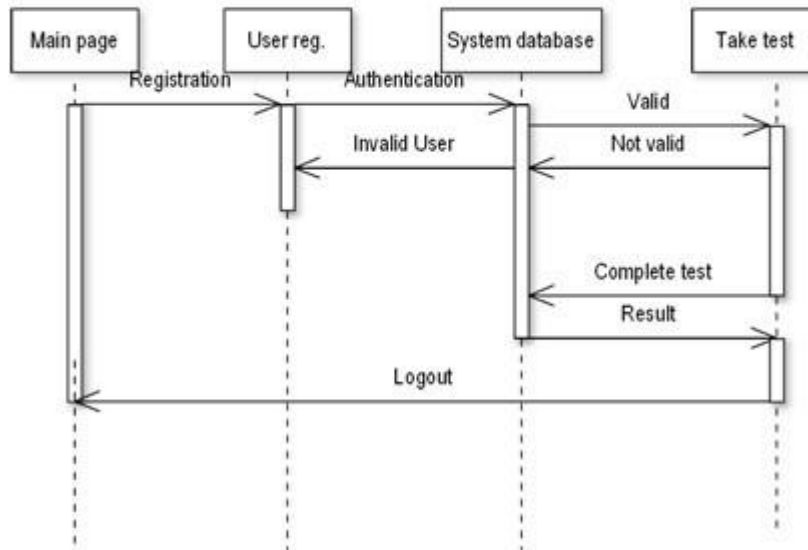 Main page
User reg.
System database
Take test
Registration
Authentication
Valid
Invalid User
Not valid
Complete test
Result
Logout